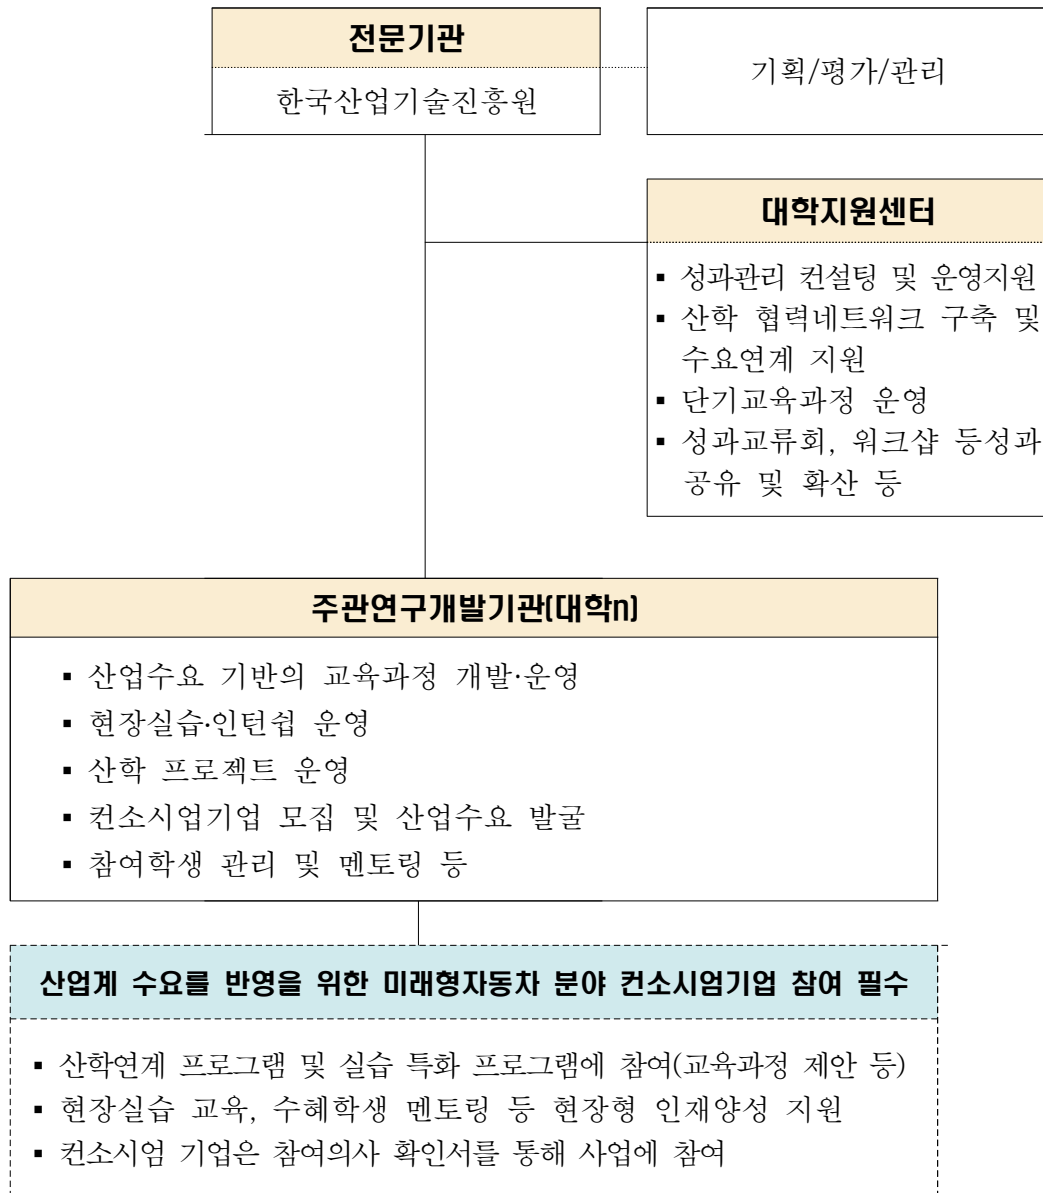 전문기관
한국산업기술진흥원
기획/평가/관리
대학지원센터
▪ 성과관리 컨설팅 및 운영지원
▪ 산학 협력네트워크 구축 및
수요연계 지원
▪ 단기교육과정 운영
▪ 성과교류회, 워크샵 등성과
공유 및 확산 등
주관연구개발기관(대학n)
▪ 산업수요 기반의 교육과정 개발·운영
▪ 현장실습·인턴쉽 운영
▪ 산학 프로젝트 운영
▪ 컨소시엄기업 모집 및 산업수요 발굴
▪ 참여학생 관리 및 멘토링 등
산업계 수요를 반영을 위한 미래형자동차 분야 컨소시엄기업 참여 필수
▪ 산학연계 프로그램 및 실습 특화 프로그램에 참여(교육과정 제안 등)
▪ 현장실습 교육, 수혜학생 멘토링 등 현장형 인재양성 지원
▪ 컨소시엄 기업은 참여의사 확인서를 통해 사업에 참여